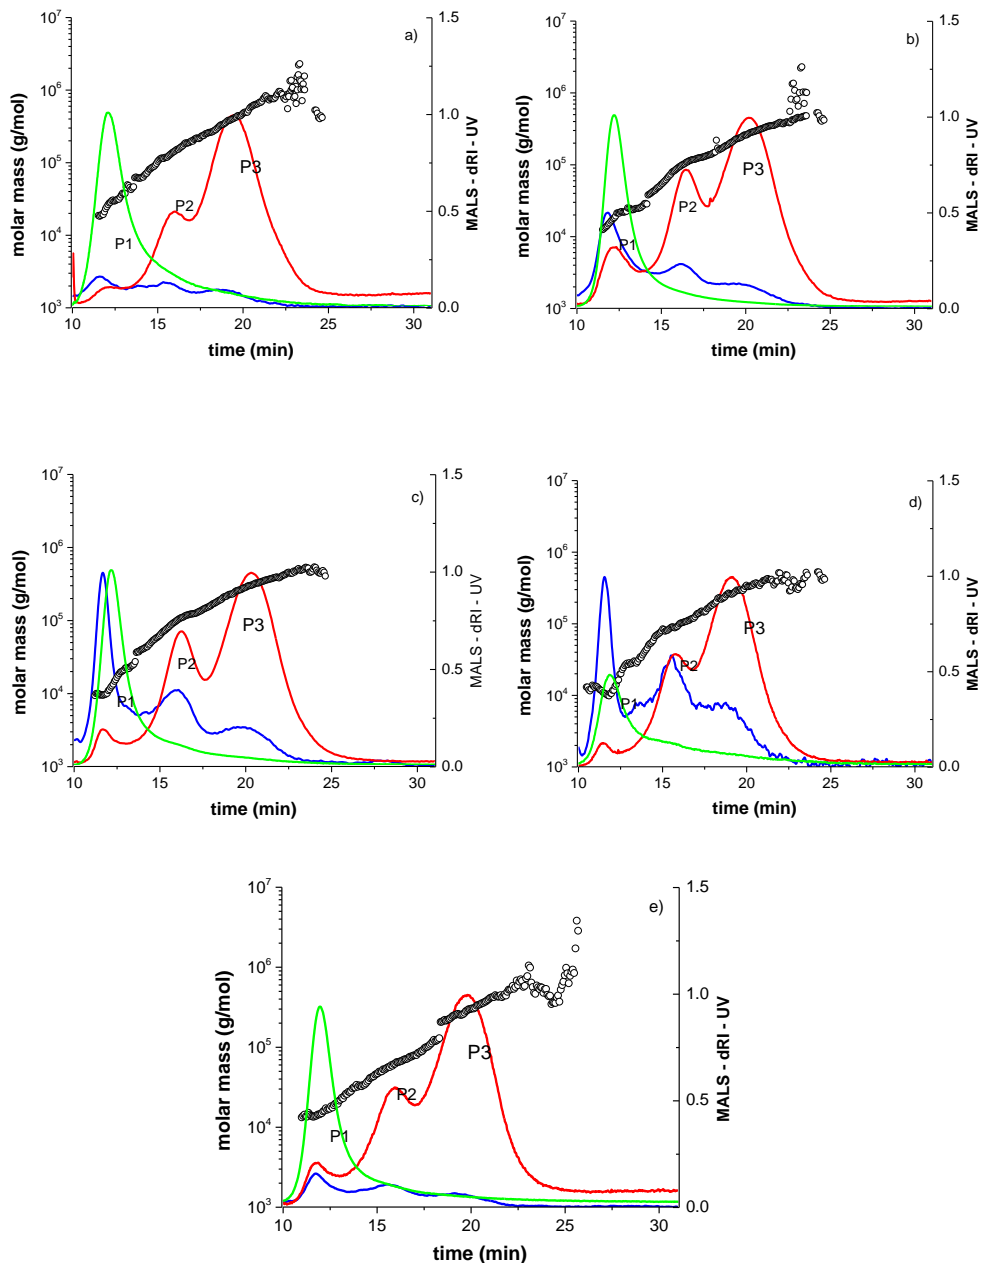 a)
molar mass (g/mol)
10⁷
10⁶
10⁵
10⁴
10³
P1
P2
P3
1.5
1.0
0.5
0.0
MALS - dRI - UV
10 15 20 25 30
time (min)
b)
molar mass (g/mol)
10⁷
10⁶
10⁵
10⁴
10³
P1
P2
P3
1.5
1.0
0.5
0.0
MALS - dRI - UV
10 15 20 25 30
time (min)
c)
molar mass (g/mol)
10⁷
10⁶
10⁵
10⁴
10³
P1
P2
P3
1.5
1.0
0.5
0.0
MALS - dRI - UV
10 15 20 25 30
time (min)
d)
molar mass (g/mol)
10⁷
10⁶
10⁵
10⁴
10³
P1
P2
P3
1.5
1.0
0.5
0.0
MALS - dRI - UV
10 15 20 25 30
time (min)
e)
molar mass (g/mol)
10⁷
10⁶
10⁵
10⁴
10³
P1
P2
P3
1.5
1.0
0.5
0.0
MALS - dRI - UV
10 15 20 25 30
time (min)